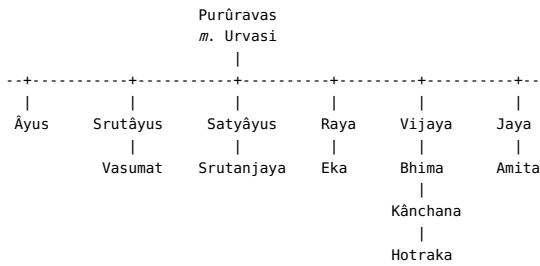 Purûravas
m. Urvasi
|
--+-----------+-----------+----------+---------+----------+--
| | | | | |
Âyus Srutâyus Satyâyus Raya Vijaya Jaya
| | | | |
Vasumat Srutanjaya Eka Bhima Amita
|
Kânchana
|
Hotraka